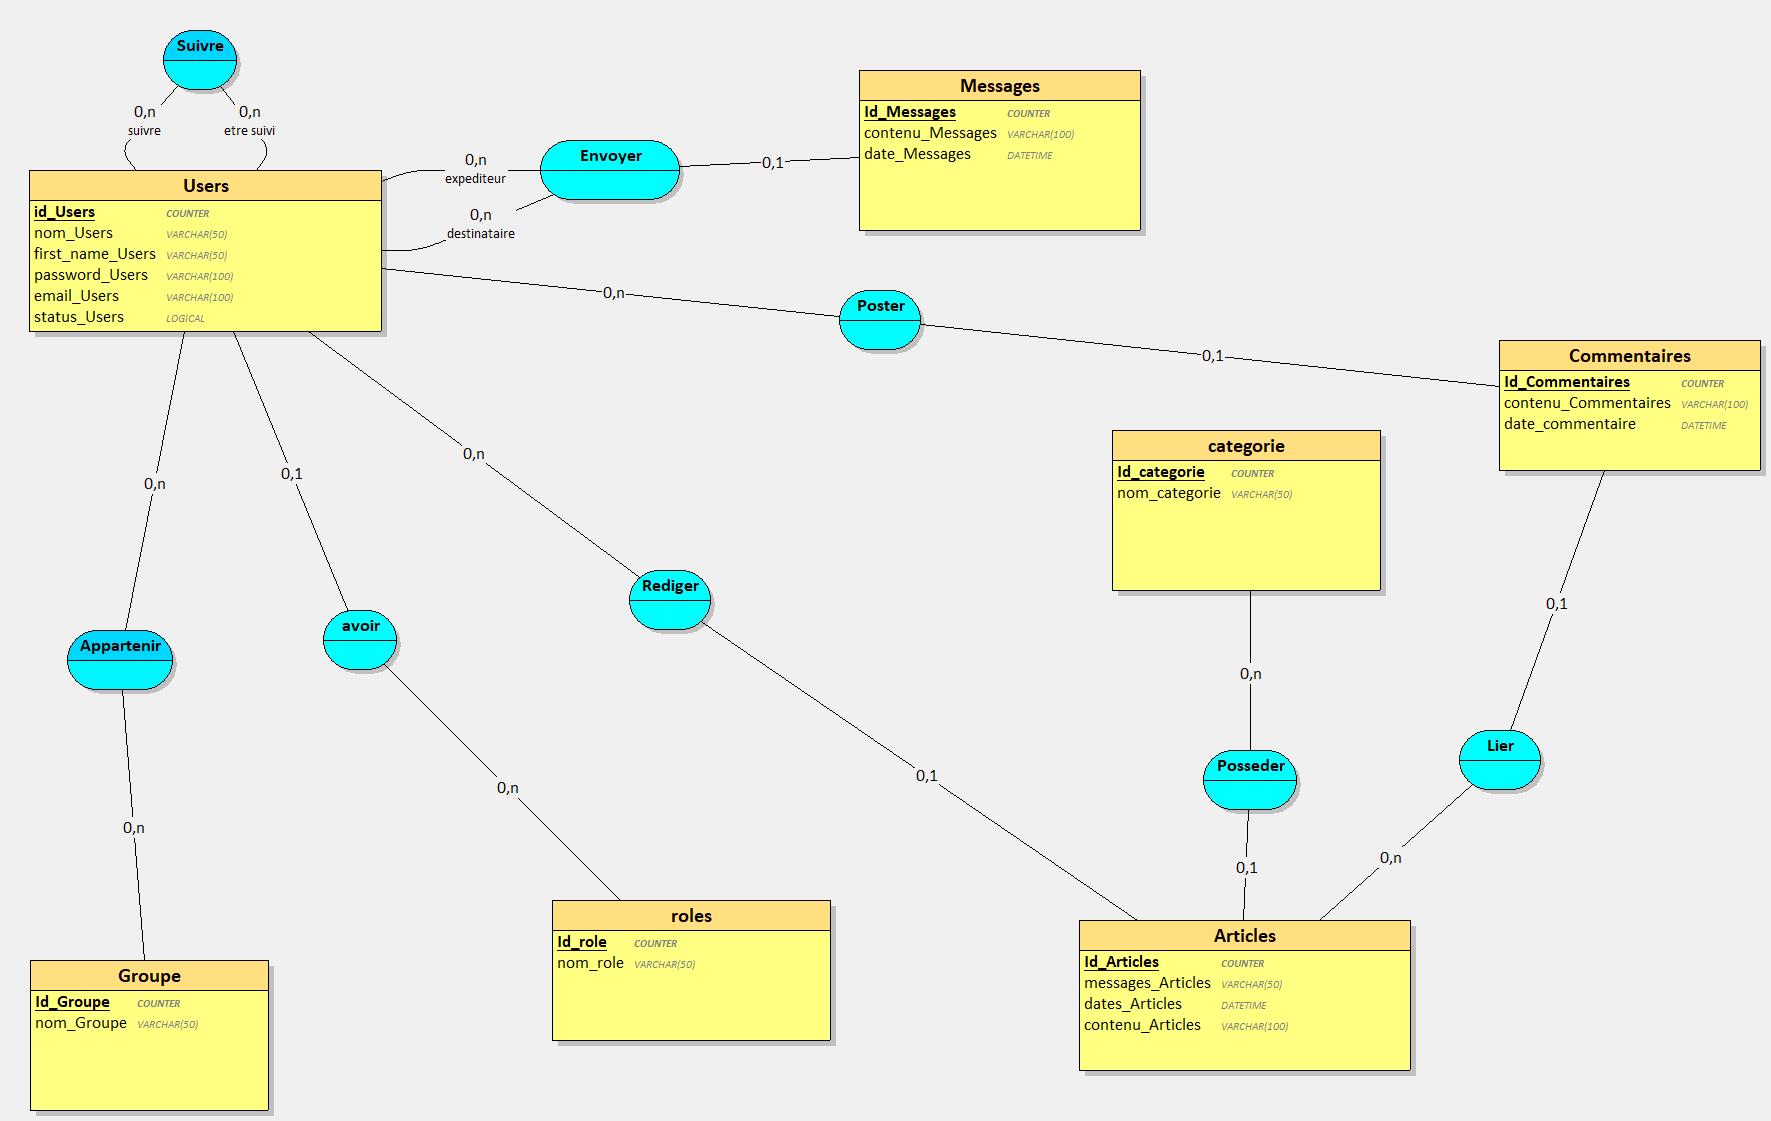 Suivre
0,n
suivre
0,n
etre suivi
Users
id_Users COUNTER
nom_Users VARCHAR(50)
first_name_Users VARCHAR(50)
password_Users VARCHAR(100)
email_Users VARCHAR(100)
status_Users LOGICAL
0,n
expediteur
0,n
destinataire
Envoyer
0,1
Messages
Id_Messages COUNTER
contenu_Messages VARCHAR(100)
date_Messages DATETIME
0,n
Poster
0,1
Commentaires
Id_Commentaires COUNTER
contenu_Commentaires VARCHAR(100)
date_commentaire DATETIME
categorie
Id_categorie COUNTER
nom_categorie VARCHAR(50)
0,n
0,1
0,n
Rediger
0,1
0,n
0,1
Appartenir
avoir
Posseder
Lier
0,n
0,n
0,1
0,n
Groupe
Id_Groupe COUNTER
nom_Groupe VARCHAR(50)
roles
Id_role COUNTER
nom_role VARCHAR(50)
Articles
Id_Articles COUNTER
messages_Articles VARCHAR(50)
dates_Articles DATETIME
contenu_Articles VARCHAR(100)